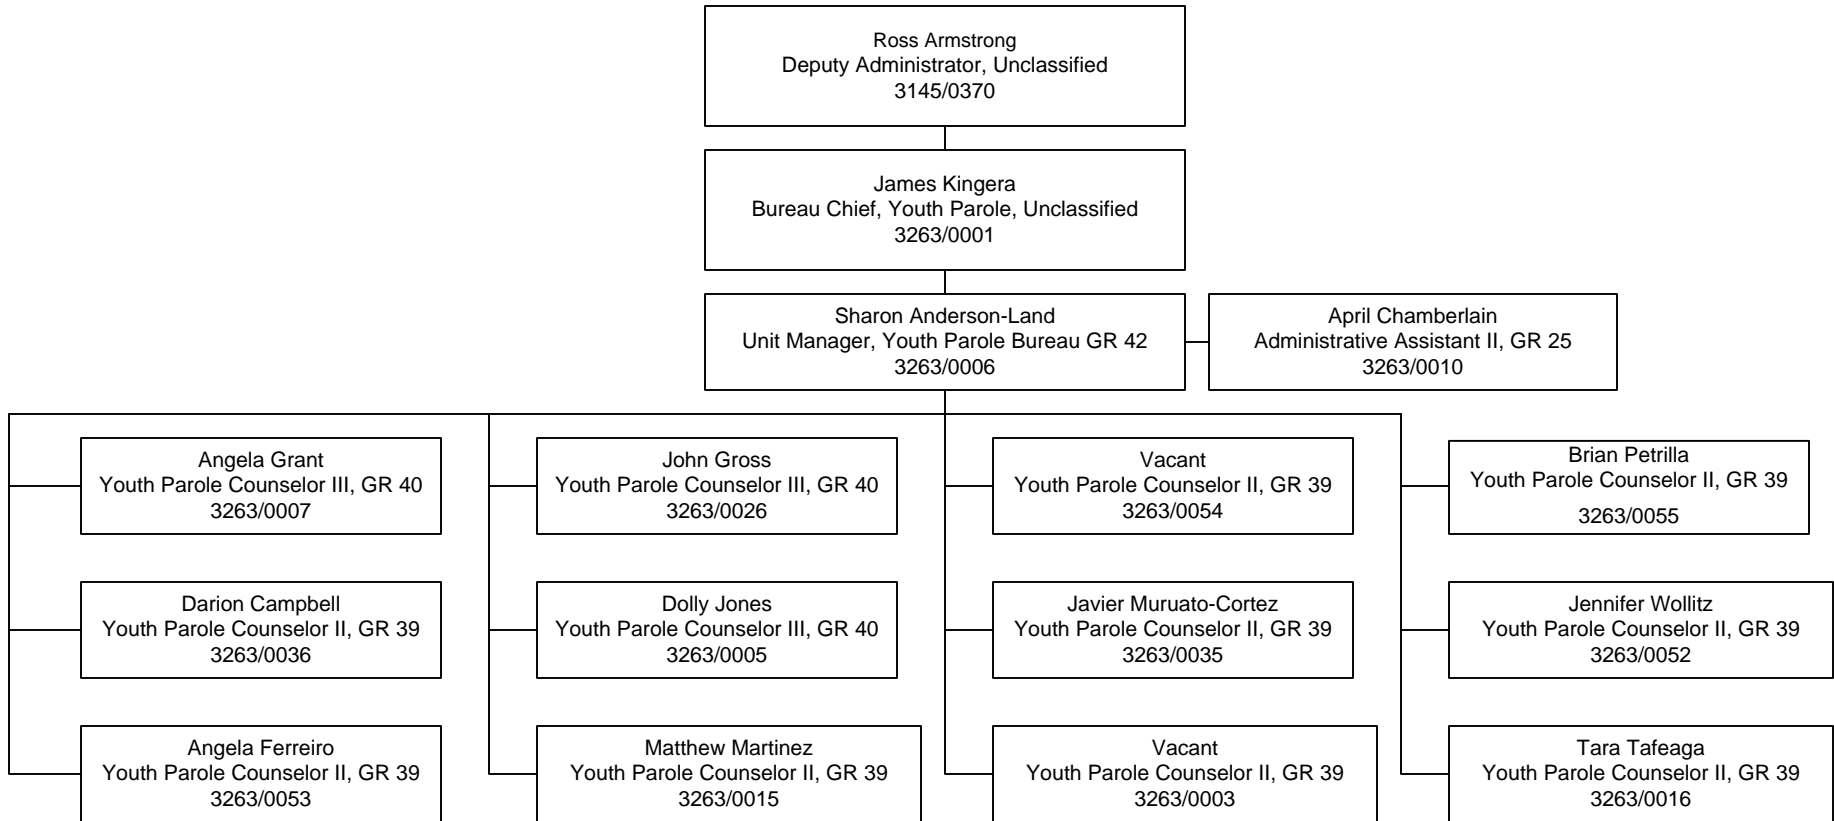 Ross Armstrong
Deputy Administrator, Unclassified
3145/0370
James Kingera
Bureau Chief, Youth Parole, Unclassified
3263/0001
Sharon Anderson-Land
Unit Manager, Youth Parole Bureau GR 42
3263/0006
April Chamberlain
Administrative Assistant II, GR 25
3263/0010
Angela Grant
Youth Parole Counselor III, GR 40
3263/0007
John Gross
Youth Parole Counselor III, GR 40
3263/0026
Vacant
Youth Parole Counselor II, GR 39
3263/0054
Brian Petrilla
Youth Parole Counselor II, GR 39
3263/0055
Darion Campbell
Youth Parole Counselor II, GR 39
3263/0036
Dolly Jones
Youth Parole Counselor III, GR 40
3263/0005
Javier Muruato-Cortez
Youth Parole Counselor II, GR 39
3263/0035
Jennifer Wollitz
Youth Parole Counselor II, GR 39
3263/0052
Angela Ferreiro
Youth Parole Counselor II, GR 39
3263/0053
Matthew Martinez
Youth Parole Counselor II, GR 39
3263/0015
Vacant
Youth Parole Counselor II, GR 39
3263/0003
Tara Tafeaga
Youth Parole Counselor II, GR 39
3263/0016